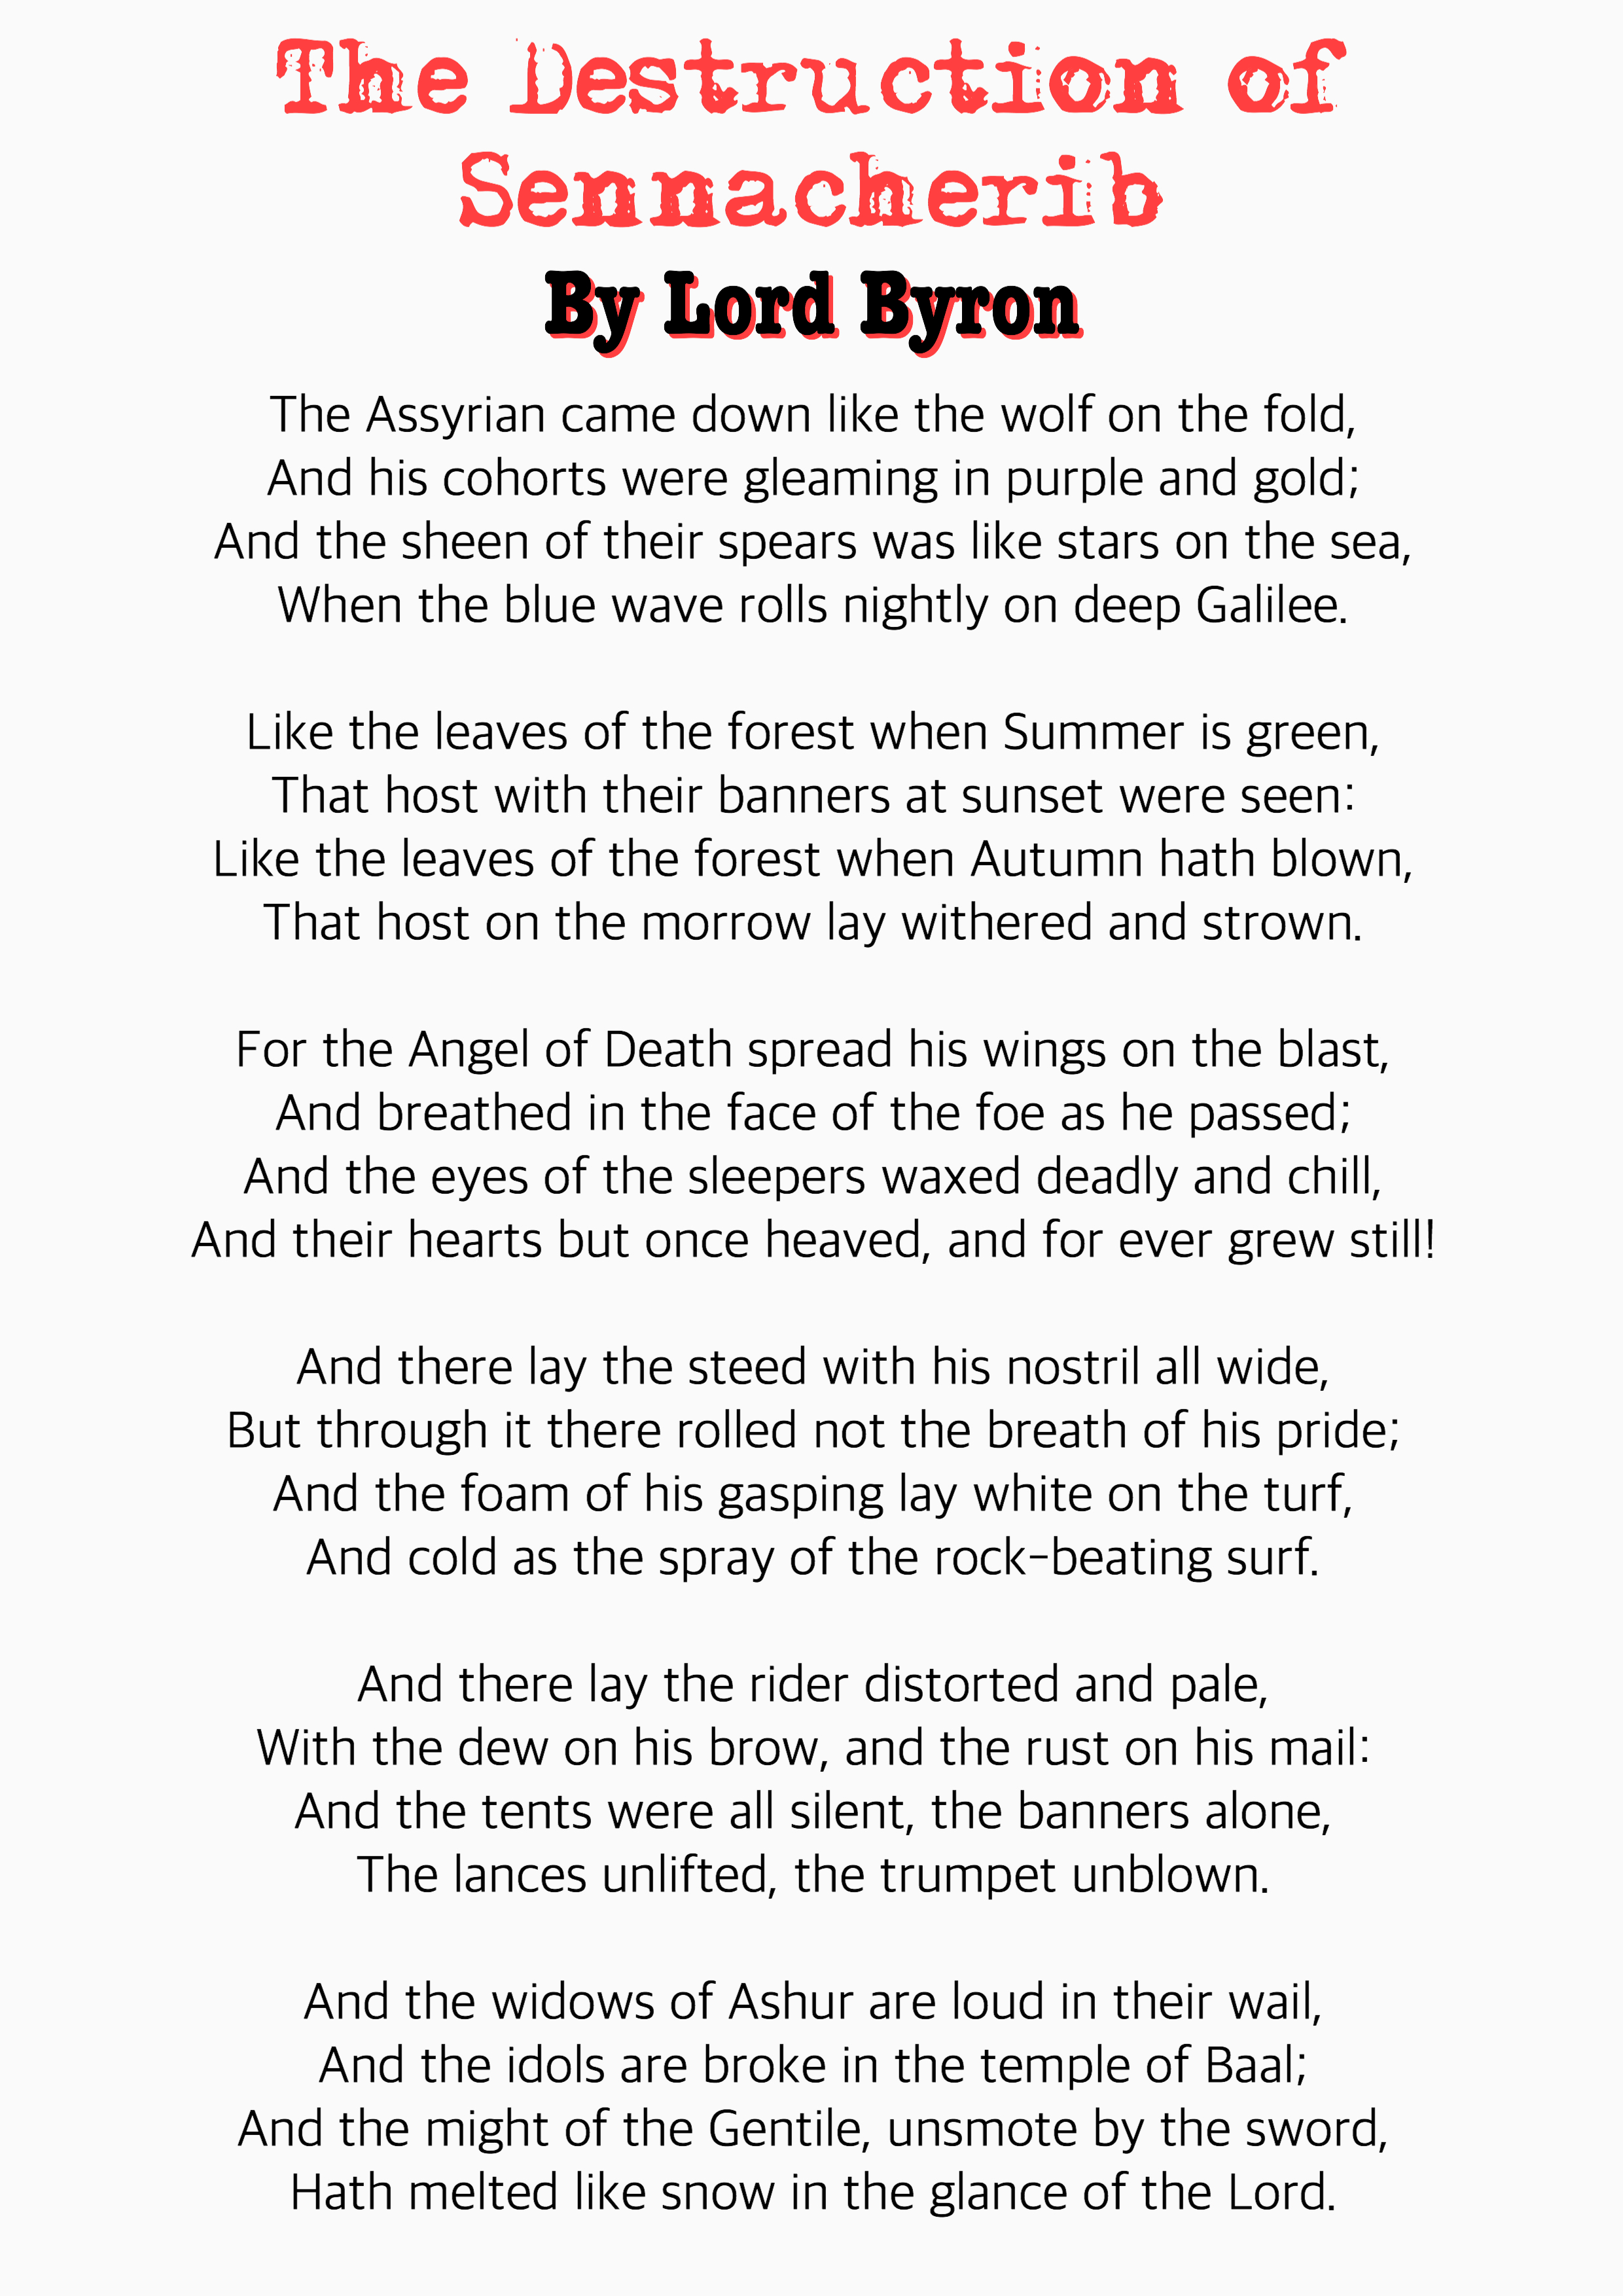 The Destruction of
Sennacherib
By Lord Byron
The Assyrian came down like the wolf on the fold,
And his cohorts were gleaming in purple and gold;
And the sheen of their spears was like stars on the sea,
When the blue wave rolls nightly on deep Galilee.
Like the leaves of the forest when Summer is green,
That host with their banners at sunset were seen:
Like the leaves of the forest when Autumn hath blown,
That host on the morrow lay withered and strown.
For the Angel of Death spread his wings on the blast,
And breathed in the face of the foe as he passed;
And the eyes of the sleepers waxed deadly and chill,
And their hearts but once heaved, and for ever grew still!
And there lay the steed with his nostril all wide,
But through it there rolled not the breath of his pride;
And the foam of his gasping lay white on the turf,
And cold as the spray of the rock-beating surf.
And there lay the rider distorted and pale,
With the dew on his brow, and the rust on his mail:
And the tents were all silent, the banners alone,
The lances unlifted, the trumpet unblown.
And the widows of Ashur are loud in their wail,
And the idols are broke in the temple of Baal;
And the might of the Gentile, unsmote by the sword,
Hath melted like snow in the glance of the Lord.